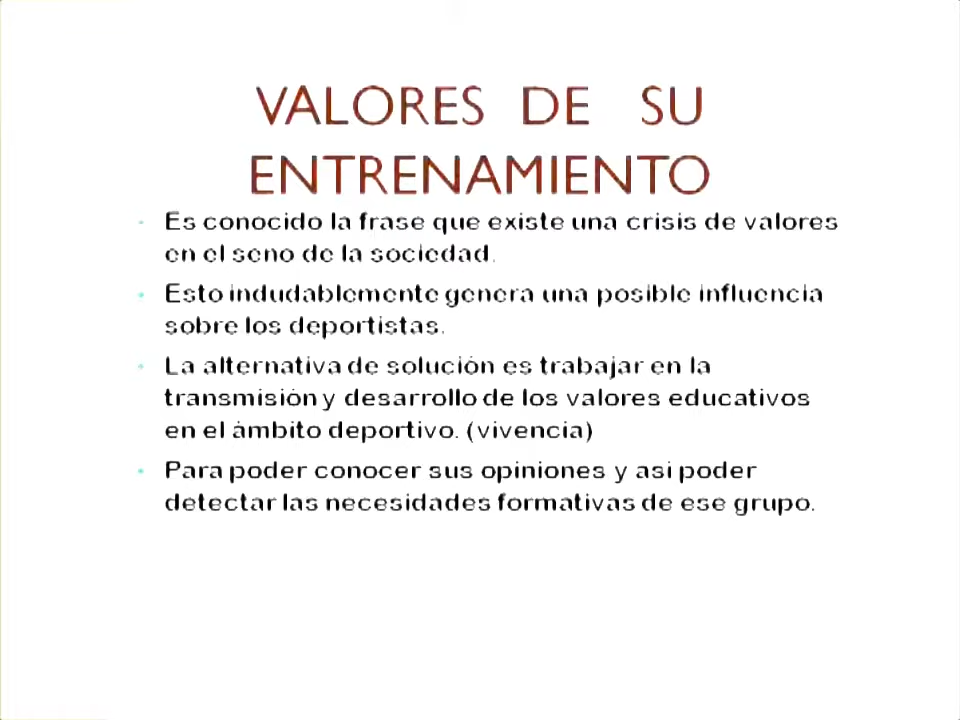 VALORES DE SU
ENTRENAMIENTO
Es conocido la frase que existe una crisis de valores
en el seno de la sociedad.
Esto indudablemente genera una posible influencia
sobre los deportistas.
La alternativa de solución es trabajar en la
transmisión y desarrollo de los valores educativos
en el ámbito deportivo. (vivencia)
Para poder conocer sus opiniones y asi poder
detectar las necesidades formativas de ese grupo.